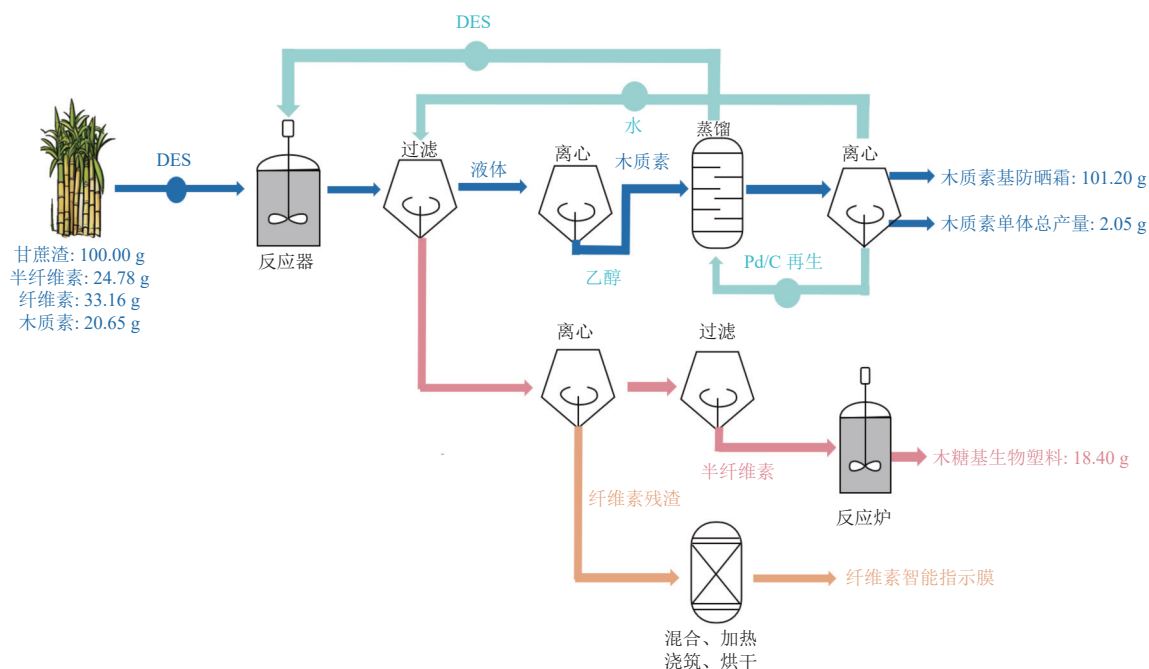 DES
水
蒸馏
过滤
离心
离心
DES
液体
木质素
木质素基防晒霜: 101.20 g
木质素单体总产量: 2.05 g
甘蔗渣: 100.00 g
半纤维素: 24.78 g
纤维素: 33.16 g
木质素: 20.65 g
反应器
乙醇
Pd/C 再生
离心
过滤
半纤维素
木糖基生物塑料: 18.40 g
纤维素残渣
反应炉
纤维素智能指示膜
混合、加热
浇筑、烘干